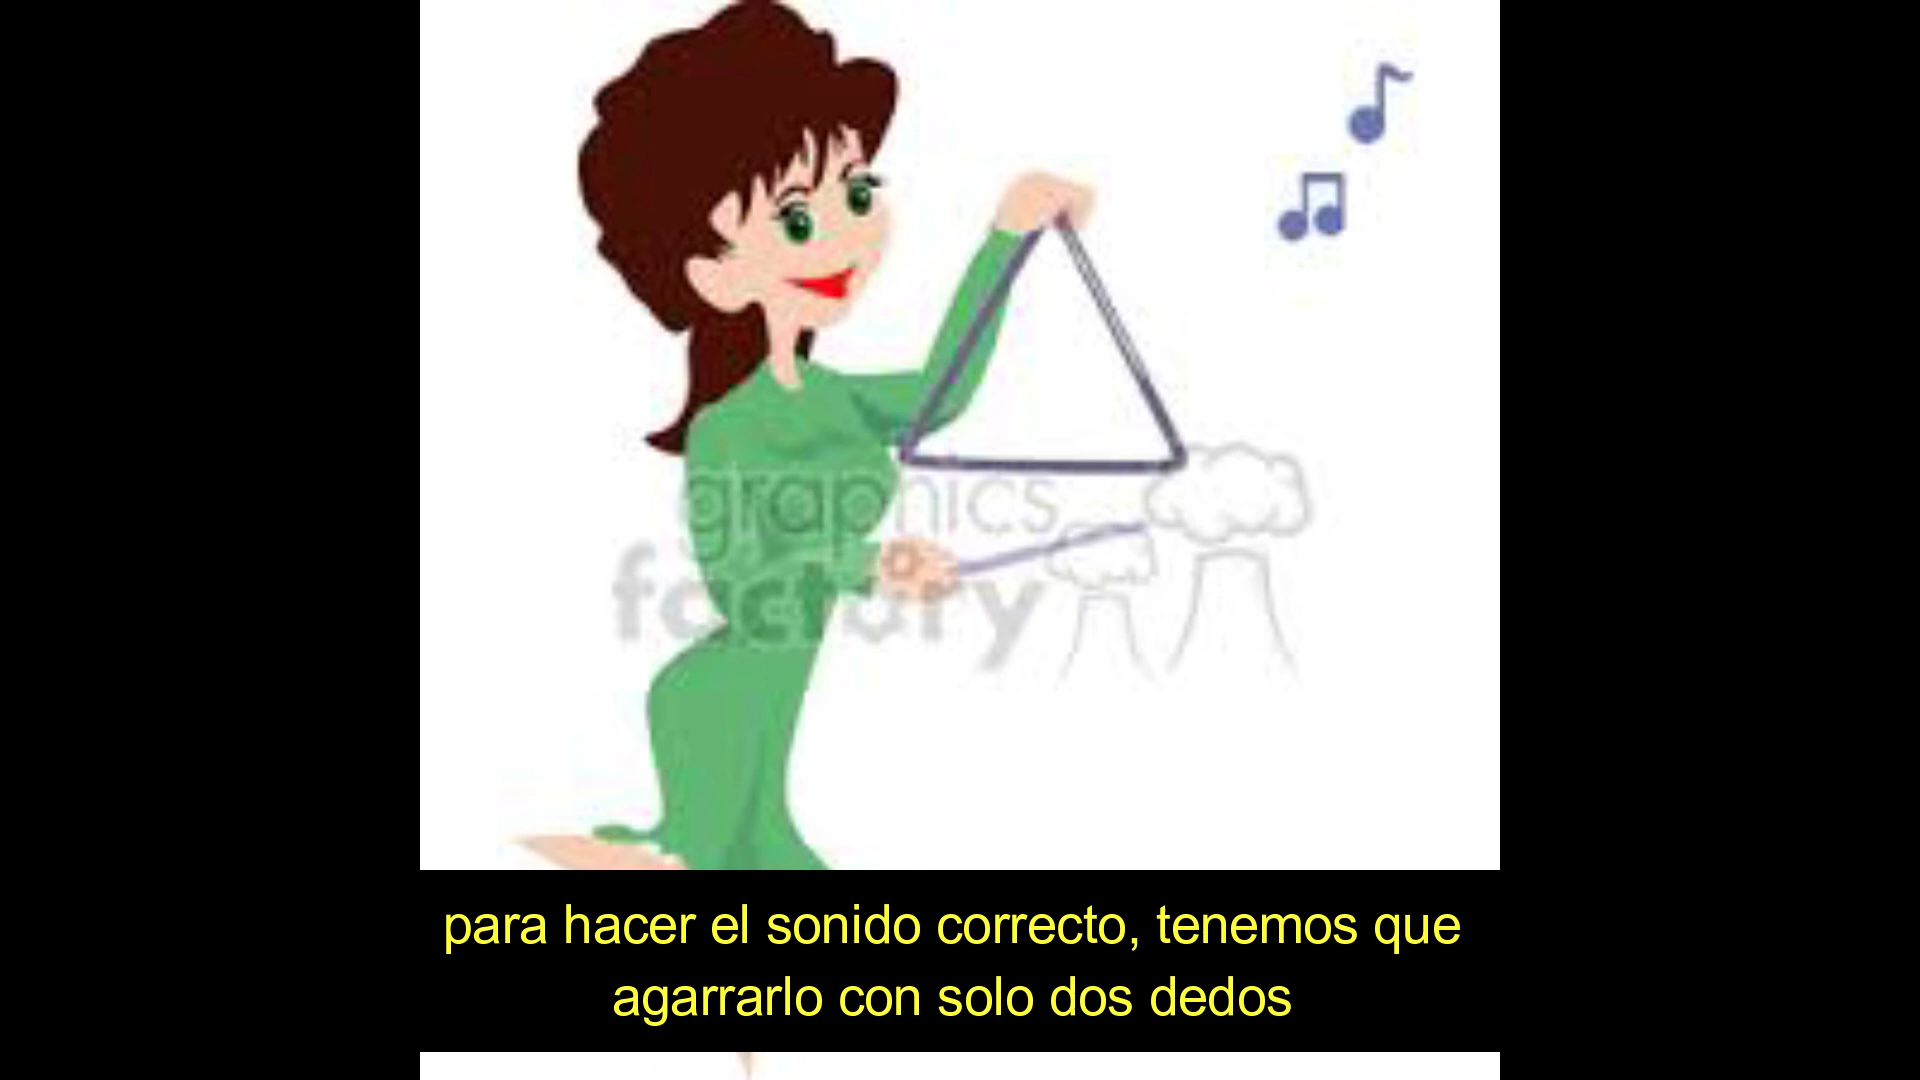 graphics
factory
para hacer el sonido correcto, tenemos que
agarrarlo con solo dos dedos